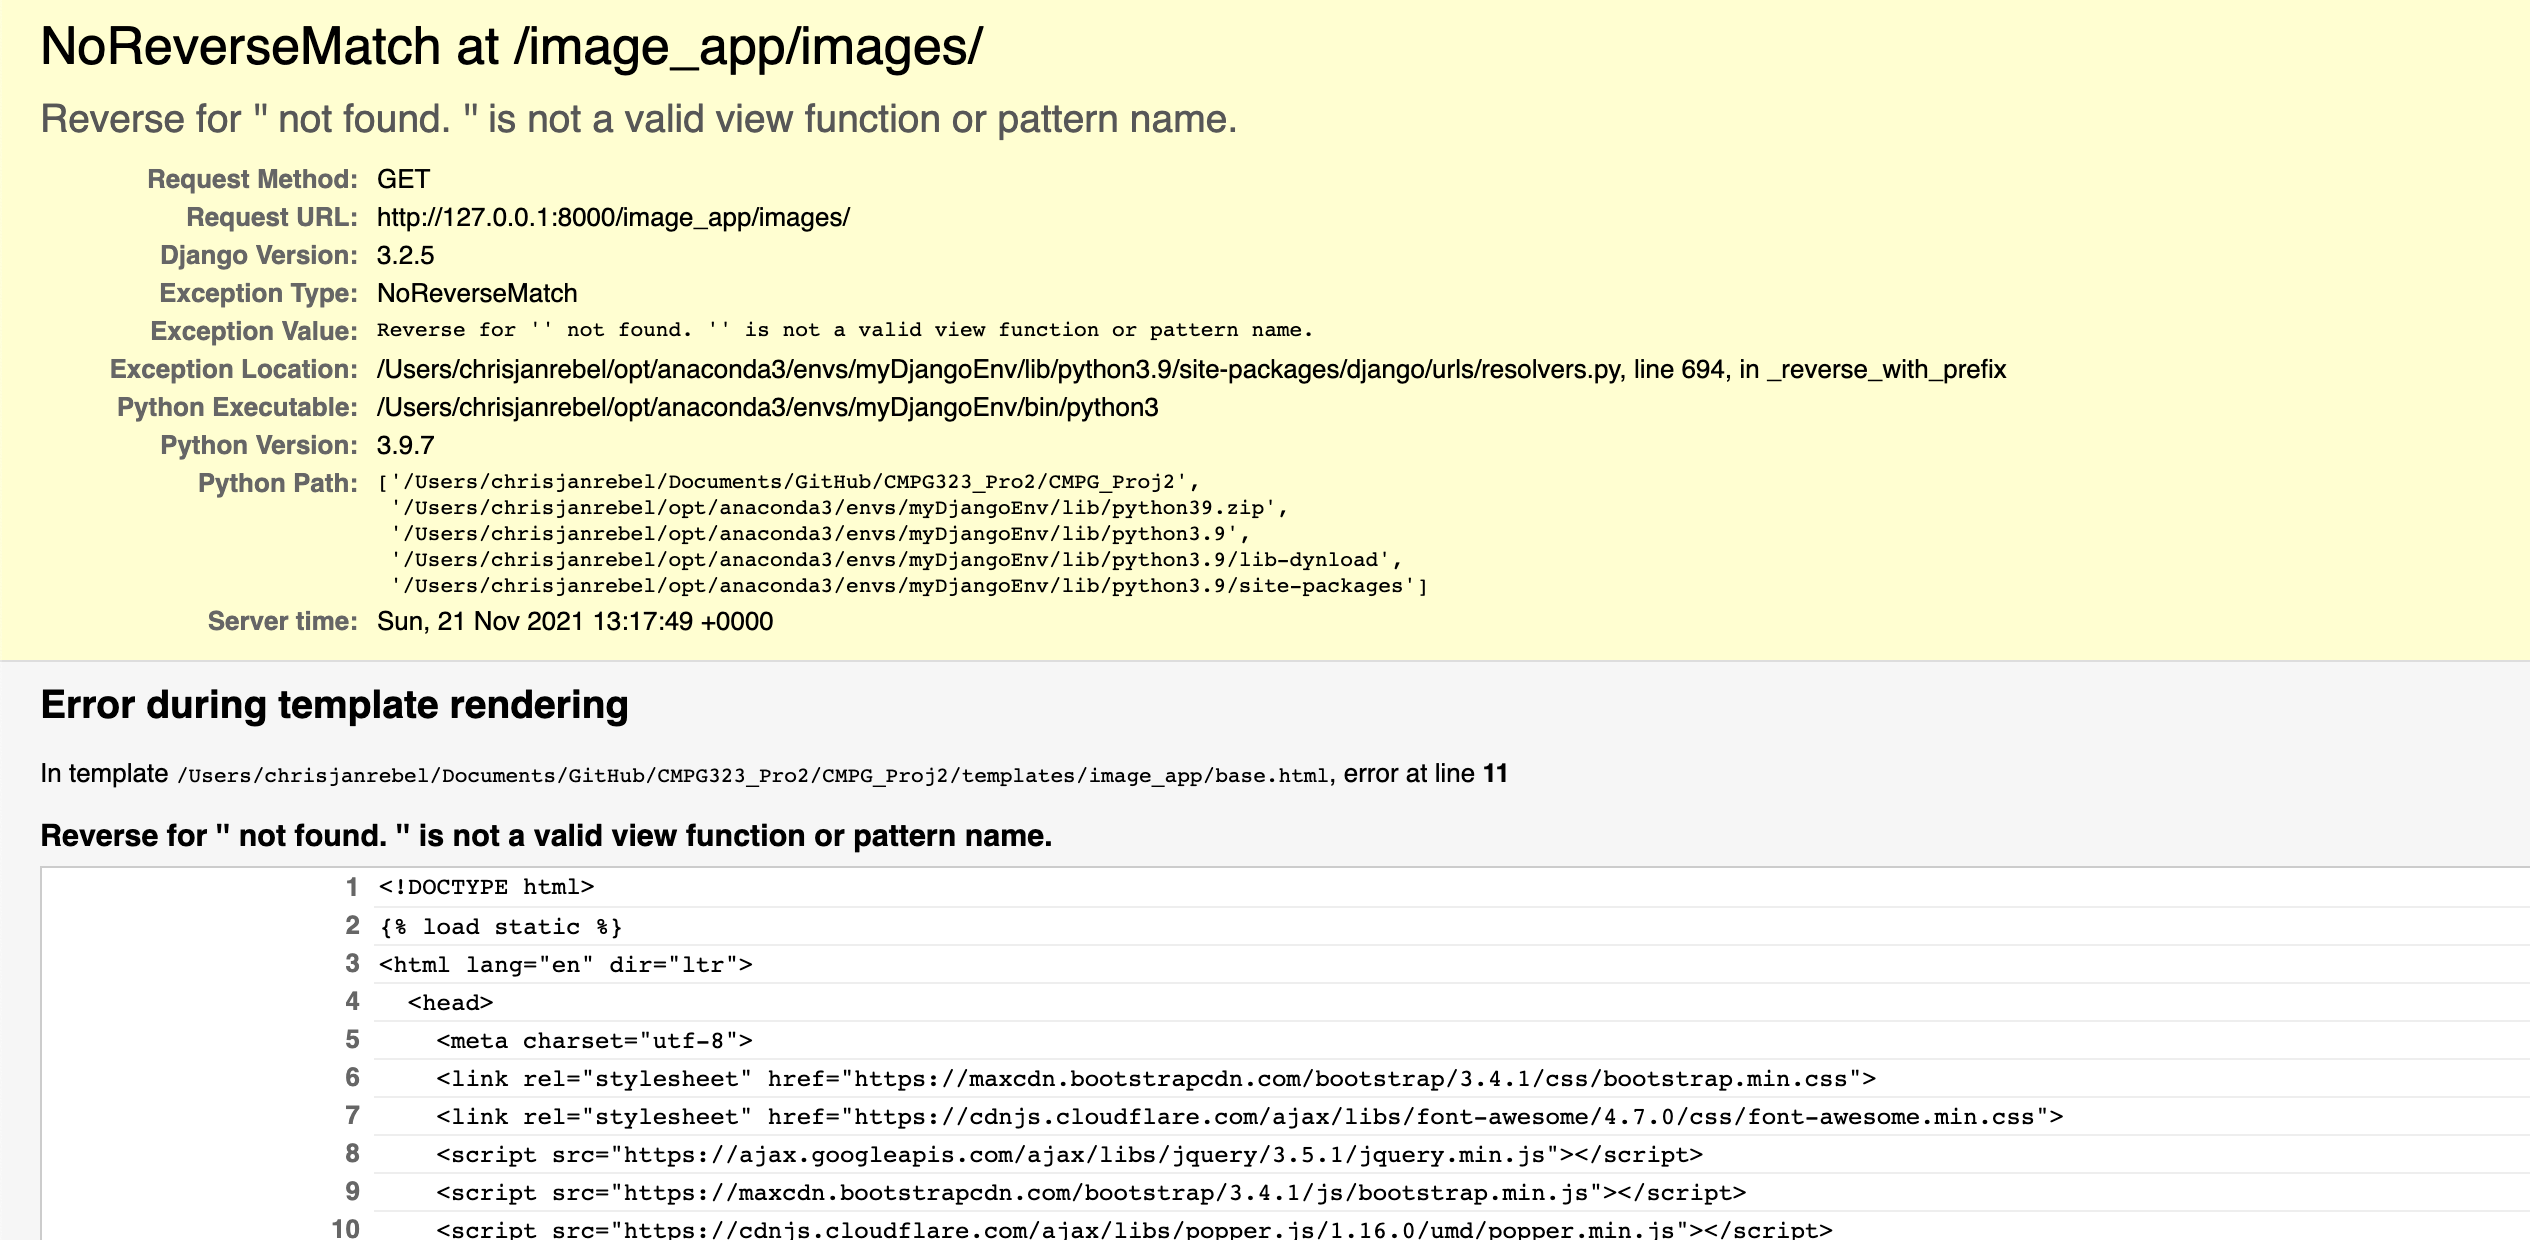 NoReverseMatch at /image_app/images/
Reverse for '' not found. '' is not a valid view function or pattern name.
Request Method: GET
Request URL: http://127.0.0.1:8000/image_app/images/
Django Version: 3.2.5
Exception Type: NoReverseMatch
Exception Value: Reverse for '' not found. '' is not a valid view function or pattern name.
Exception Location: /Users/chrisjanrebel/opt/anaconda3/envs/myDjangoEnv/lib/python3.9/site-packages/django/urls/resolvers.py, line 694, in _reverse_with_prefix
Python Executable: /Users/chrisjanrebel/opt/anaconda3/envs/myDjangoEnv/bin/python3
Python Version: 3.9.7
Python Path: ['/Users/chrisjanrebel/Documents/GitHub/CMPG323_Pro2/CMPG_Proj2',
'/Users/chrisjanrebel/opt/anaconda3/envs/myDjangoEnv/lib/python39.zip',
'/Users/chrisjanrebel/opt/anaconda3/envs/myDjangoEnv/lib/python3.9',
'/Users/chrisjanrebel/opt/anaconda3/envs/myDjangoEnv/lib/python3.9/lib-dynload',
'/Users/chrisjanrebel/opt/anaconda3/envs/myDjangoEnv/lib/python3.9/site-packages']
Server time: Sun, 21 Nov 2021 13:17:49 +0000
Error during template rendering
In template /Users/chrisjanrebel/Documents/GitHub/CMPG323_Pro2/CMPG_Proj2/templates/image_app/base.html, error at line 11
Reverse for '' not found. '' is not a valid view function or pattern name.
1 <!DOCTYPE html>
2 {% load static %}
3 <html lang="en" dir="ltr">
4 <head>
5 <meta charset="utf-8">
6 <link rel="stylesheet" href="https://maxcdn.bootstrapcdn.com/bootstrap/3.4.1/css/bootstrap.min.css">
7 <link rel="stylesheet" href="https://cdnjs.cloudflare.com/ajax/libs/font-awesome/4.7.0/css/font-awesome.min.css">
8 <script src="https://ajax.googleapis.com/ajax/libs/jquery/3.5.1/jquery.min.js"></script>
9 <script src="https://maxcdn.bootstrapcdn.com/bootstrap/3.4.1/js/bootstrap.min.js"></script>
10 <script src="https://cdnjs.cloudflare.com/ajax/libs/popper.js/1.16.0/umd/popper.min.js"></script>